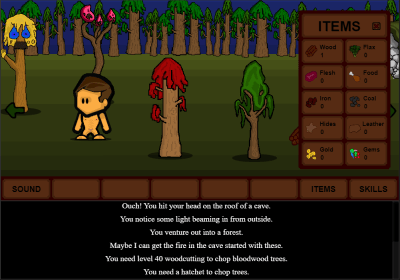 ITEMS
Wood
1
Flax
0
Flesh
0
Food
0
Iron
0
Coal
0
Hides
0
Leather
0
Gold
0
Gems
0
SOUND
ITEMS
SKILLS
Ouch! You hit your head on the roof of a cave.
You notice some light beaming in from outside.
You venture out into a forest.
Maybe I can get the fire in the cave started with these.
You need level 40 woodcutting to chop bloodwood trees.
You need a hatchet to chop trees.